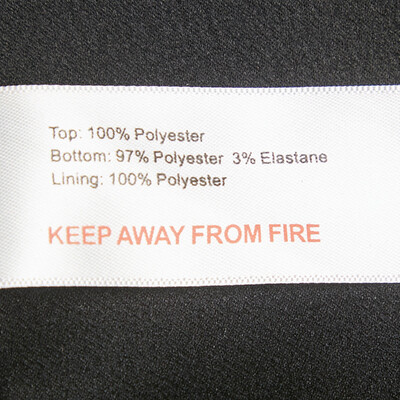 Top: 100% Polyester
Bottom: 97% Polyester 3% Elastane
Lining: 100% Polyester
KEEP AWAY FROM FIRE